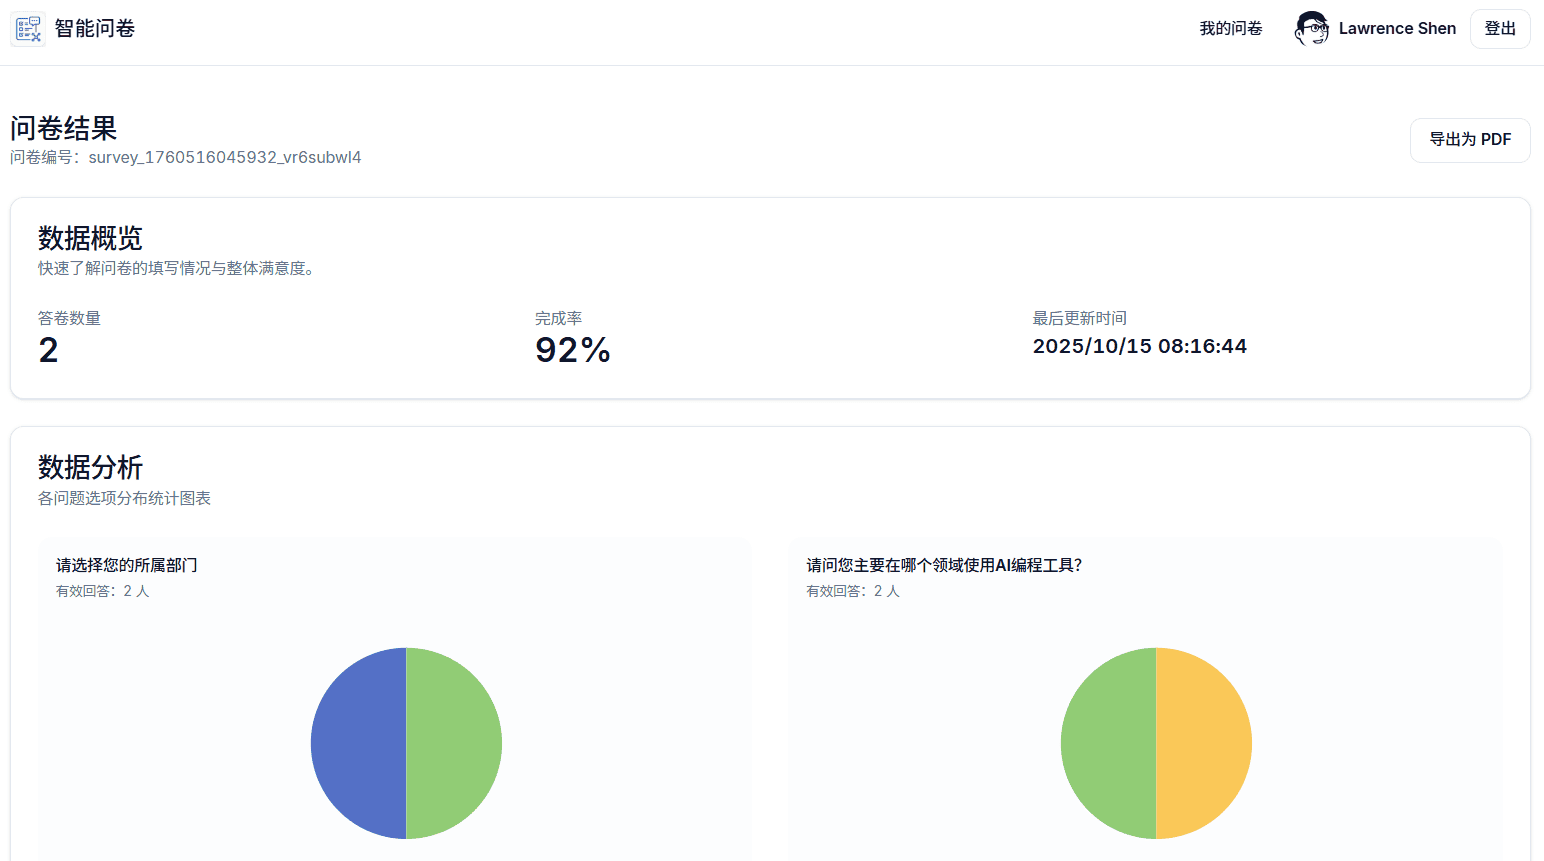 智能问卷
我的问卷
Lawrence Shen
登出
问卷结果
问卷编号：survey_1760516045932_vr6subwl4
导出为 PDF
数据概览
快速了解问卷的填写情况与整体满意度。
答卷数量
2
完成率
92%
最后更新时间
2025/10/15 08:16:44
数据分析
各问题选项分布统计图表
请选择您的所属部门
有效回答：2 人
请问您主要在哪个领域使用AI编程工具?
有效回答：2 人